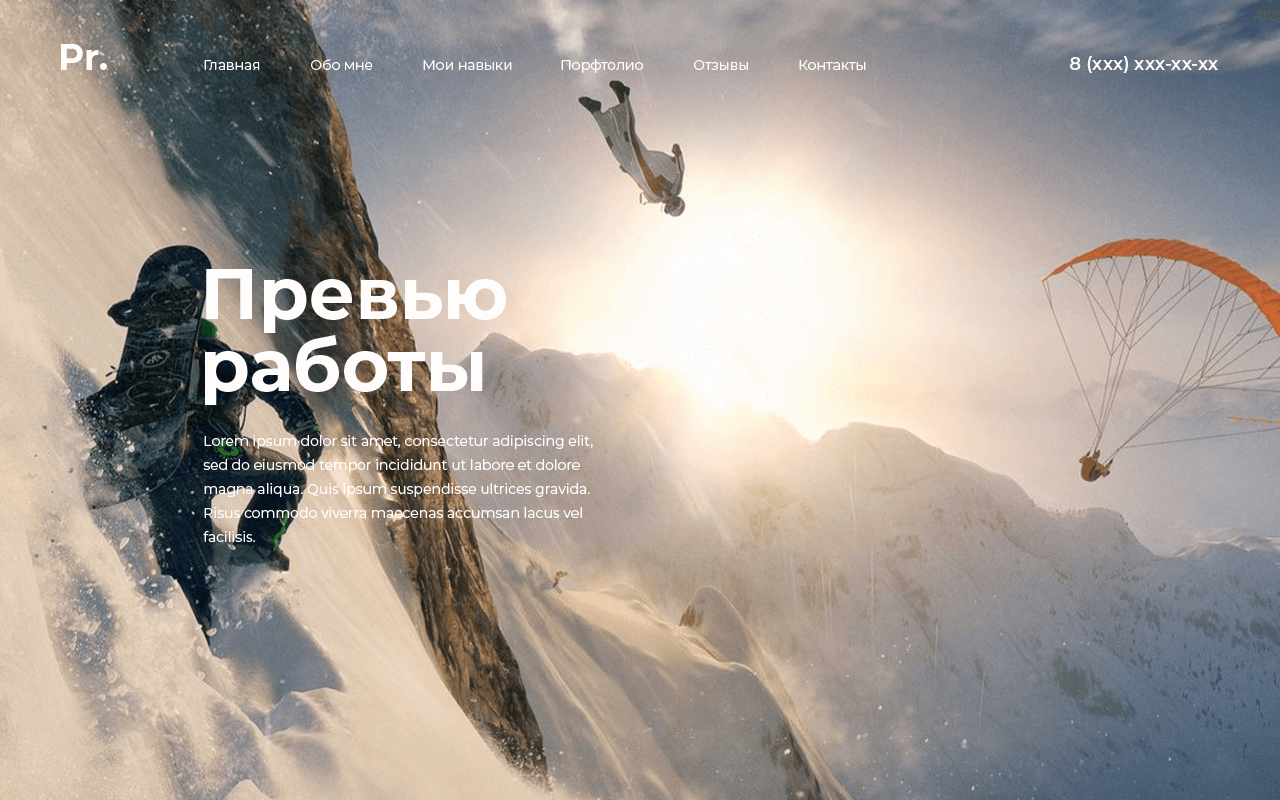 Pr.
Главная Обо мне Мои навыки Порфтолио Отзывы Контакты
8 (xxx) xxx-xx-xx
Превью
работы
Lorem ipsum dolor sit amet, consectetur adipiscing elit,
sed do eiusmod tempor incididunt ut labore et dolore
magna aliqua. Quis ipsum suspendisse ultrices gravida.
Risus commodo viverra maecenas accumsan lacus vel
facilisis.